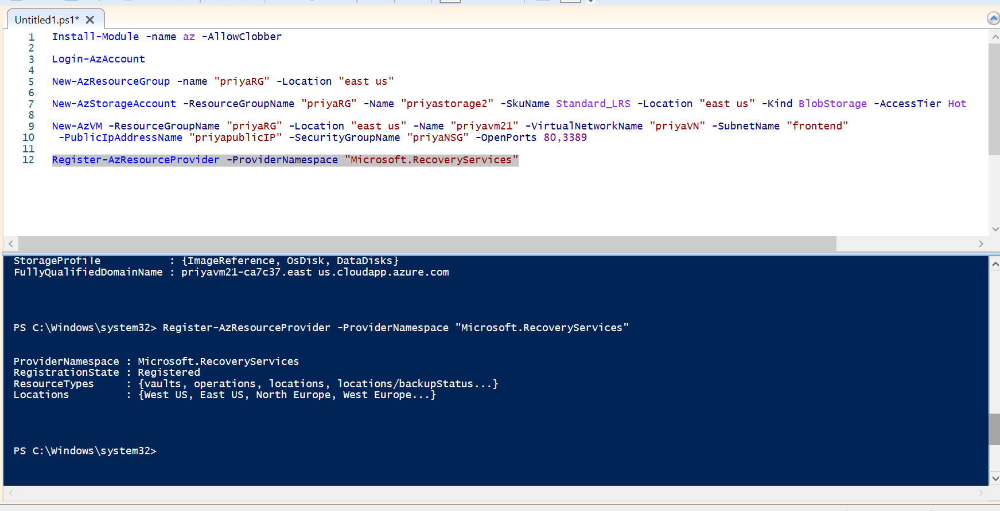 Untitled1.ps1*
1 Install-Module -name az -AllowClobber
2
3 Login-AzAccount
4
5 New-AzResourceGroup -name "priyaRG" -Location "east us"
6
7 New-AzStorageAccount -ResourceGroupName "priyaRG" -Name "priyastorage2" -SkuName Standard_LRS -Location "east us" -Kind BlobStorage -AccessTier Hot
8
9 New-AzVM -ResourceGroupName "priyaRG" -Location "east us" -Name "priyavm21" -VirtualNetworkName "priyaVN" -SubnetName "frontend"
10 -PublicIpAddressName "priyapublicIP" -SecurityGroupName "priyaNSG" -OpenPorts 80,3389
11
12 Register-AzResourceProvider -ProviderNamespace "Microsoft.RecoveryServices"
StorageProfile : {ImageReference, OsDisk, DataDisks}
FullyQualifiedDomainName : priyavm21-ca7c37.east us.cloudapp.azure.com
PS C:\Windows\system32> Register-AzResourceProvider -ProviderNamespace "Microsoft.RecoveryServices"
ProviderNamespace : Microsoft.RecoveryServices
RegistrationState : Registered
ResourceTypes : {vaults, operations, locations, locations/backupStatus...}
Locations : {West US, East US, North Europe, West Europe...}
PS C:\Windows\system32>